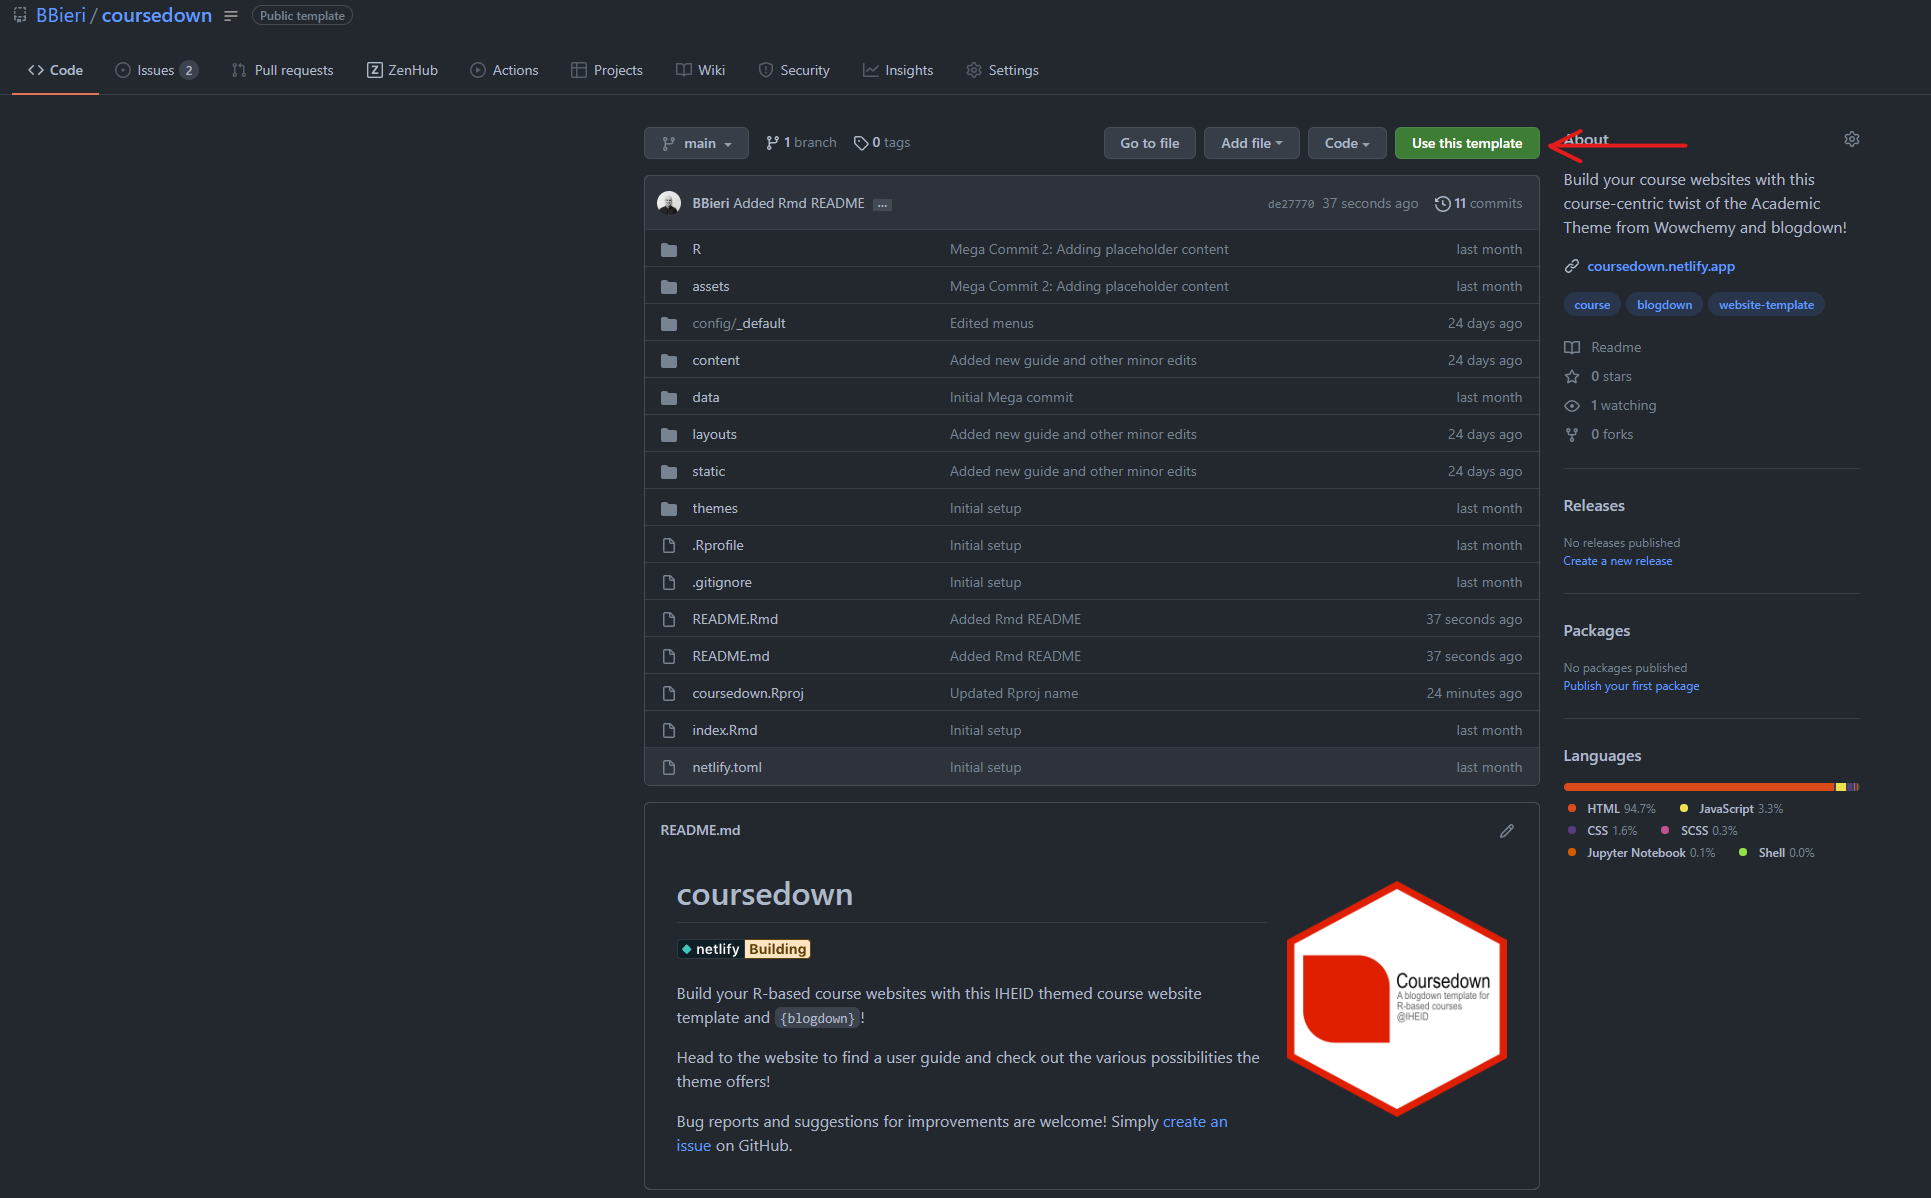 BBieri / coursedown Public template
Code Issues 2 Pull requests ZenHub Actions Projects Wiki Security Insights Settings
main 1 branch 0 tags Go to file Add file Code Use this template
BBieri Added Rmd README ... de27770 37 seconds ago 11 commits
R Mega Commit 2: Adding placeholder content last month
assets Mega Commit 2: Adding placeholder content last month
config/_default Edited menus 24 days ago
content Added new guide and other minor edits 24 days ago
data Initial Mega commit last month
layouts Added new guide and other minor edits 24 days ago
static Added new guide and other minor edits 24 days ago
themes Initial setup last month
.Rprofile Initial setup last month
.gitignore Initial setup last month
README.Rmd Added Rmd README 37 seconds ago
README.md Added Rmd README 37 seconds ago
coursedown.Rproj Updated Rproj name 24 minutes ago
index.Rmd Initial setup last month
netlify.toml Initial setup last month
README.md
coursedown
netlify Building
Build your R-based course websites with this IHEID themed course website
template and {blogdown}!
Head to the website to find a user guide and check out the various possibilities the
theme offers!
Bug reports and suggestions for improvements are welcome! Simply create an
issue on GitHub.
Coursedown
A blogdown template for
R-based courses
@IHEID
About
Build your course websites with this
course-centric twist of the Academic
Theme from Wowchemy and blogdown!
coursedown.netlify.app
course blogdown website-template
Readme
0 stars
1 watching
0 forks
Releases
No releases published
Create a new release
Packages
No packages published
Publish your first package
Languages
HTML 94.7% JavaScript 3.3%
CSS 1.6% SCSS 0.3%
Jupyter Notebook 0.1% Shell 0.0%